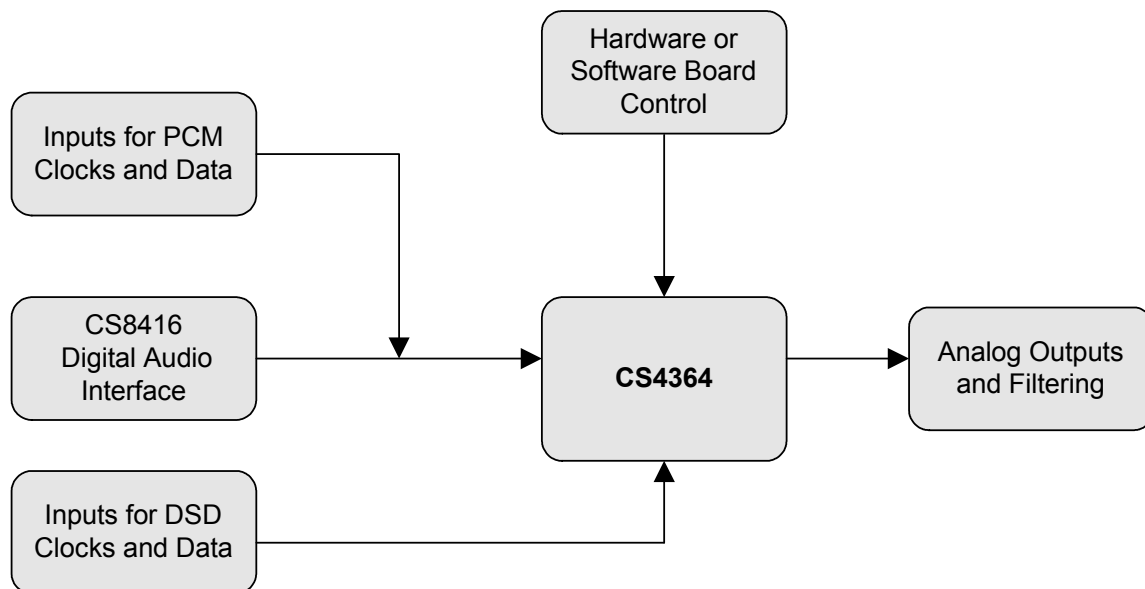 Hardware or
Software Board
Control
Inputs for PCM
Clocks and Data
CS8416
Digital Audio
Interface
CS4364
Analog Outputs
and Filtering
Inputs for DSD
Clocks and Data